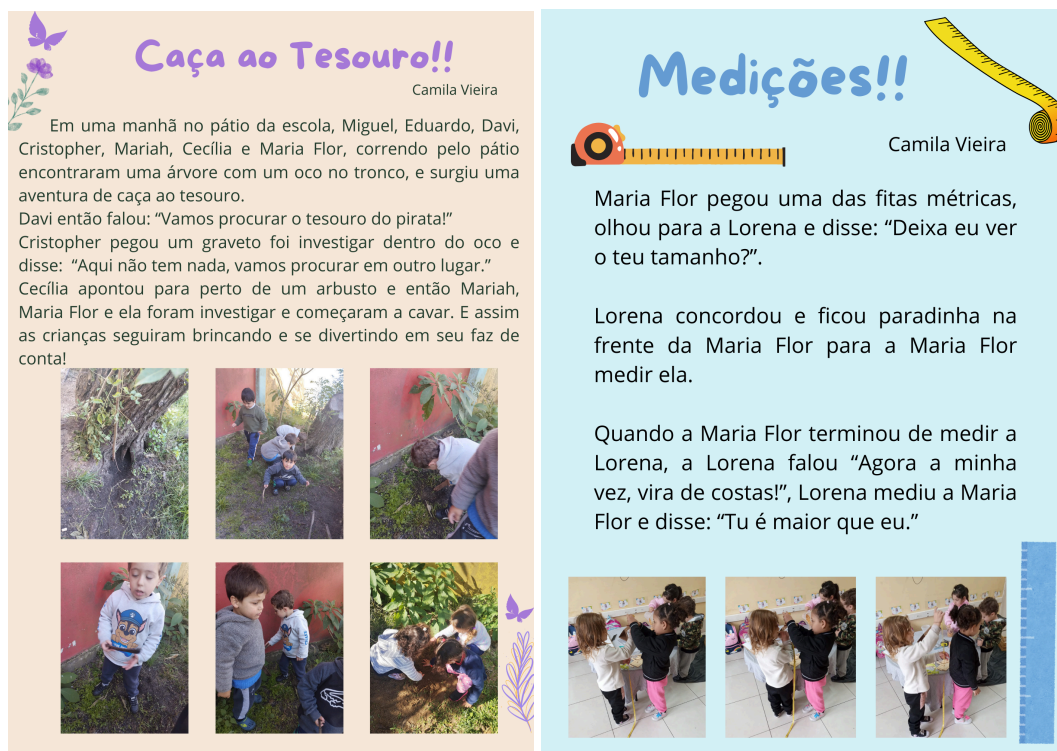 Caça ao Tesouro!!
Camila Vieira
Em uma manhã no pátio da escola, Miguel, Eduardo, Davi,
Cristopher, Mariah, Cecília e Maria Flor, correndo pelo pátio
encontraram uma árvore com um oco no tronco, e surgiu uma
aventura de caça ao tesouro.
Davi então falou: “Vamos procurar o tesouro do pirata!”
Cristopher pegou um graveto foi investigar dentro do oco e
disse: “Aqui não tem nada, vamos procurar em outro lugar.”
Cecília apontou para perto de um arbusto e então Mariah,
Maria Flor e ela foram investigar e começaram a cavar. E assim
as crianças seguiram brincando e se divertindo em seu faz de
conta!
Medições!!
Camila Vieira
Maria Flor pegou uma das fitas métricas,
olhou para a Lorena e disse: “Deixa eu ver
o teu tamanho?”.
Lorena concordou e ficou paradinha na
frente da Maria Flor para a Maria Flor
medir ela.
Quando a Maria Flor terminou de medir a
Lorena, a Lorena falou “Agora a minha
vez, vira de costas!”, Lorena mediu a Maria
Flor e disse: “Tu é maior que eu.”